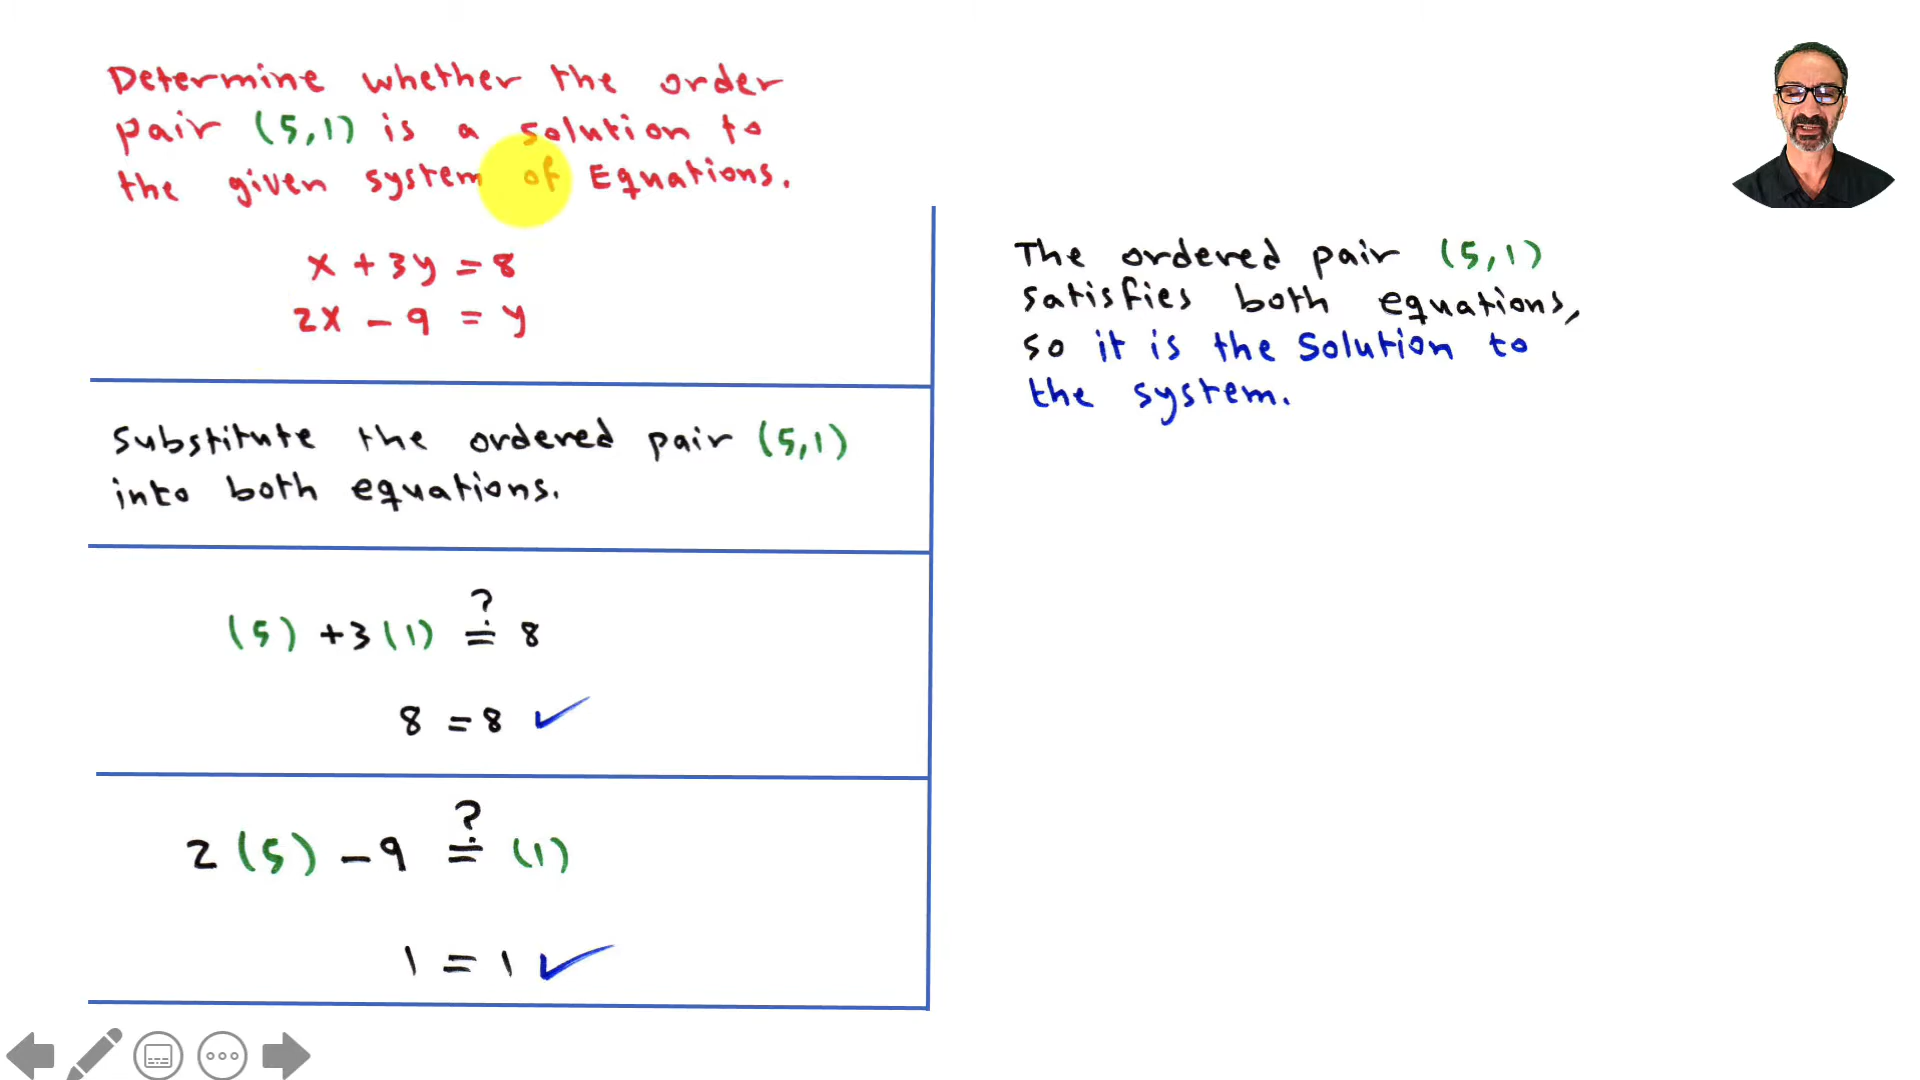 Determine whether the order
pair (5,1) is a solution to
the given system of Equations.
x + 3y = 8
2x - 9 = y
Substitute the ordered pair (5,1)
into both equations.
(5) + 3(1) ≟ 8
8 = 8 ✓
2(5) - 9 ≟ (1)
1 = 1 ✓
The ordered pair (5,1)
satisfies both equations,
so it is the solution to
the system.